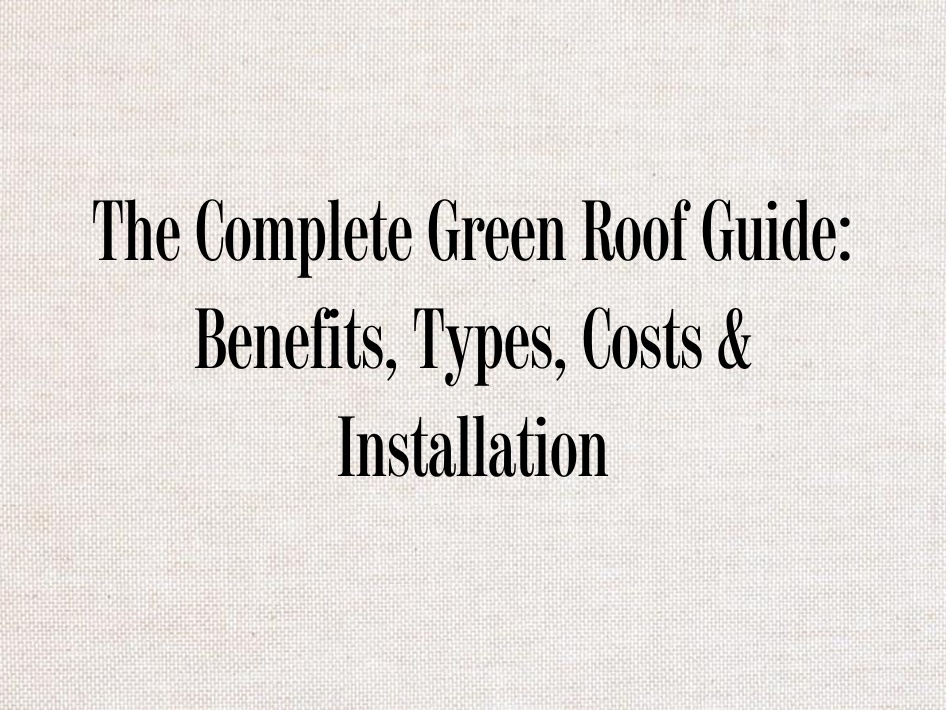 The Complete Green Roof Guide:
Benefits, Types, Costs &
Installation